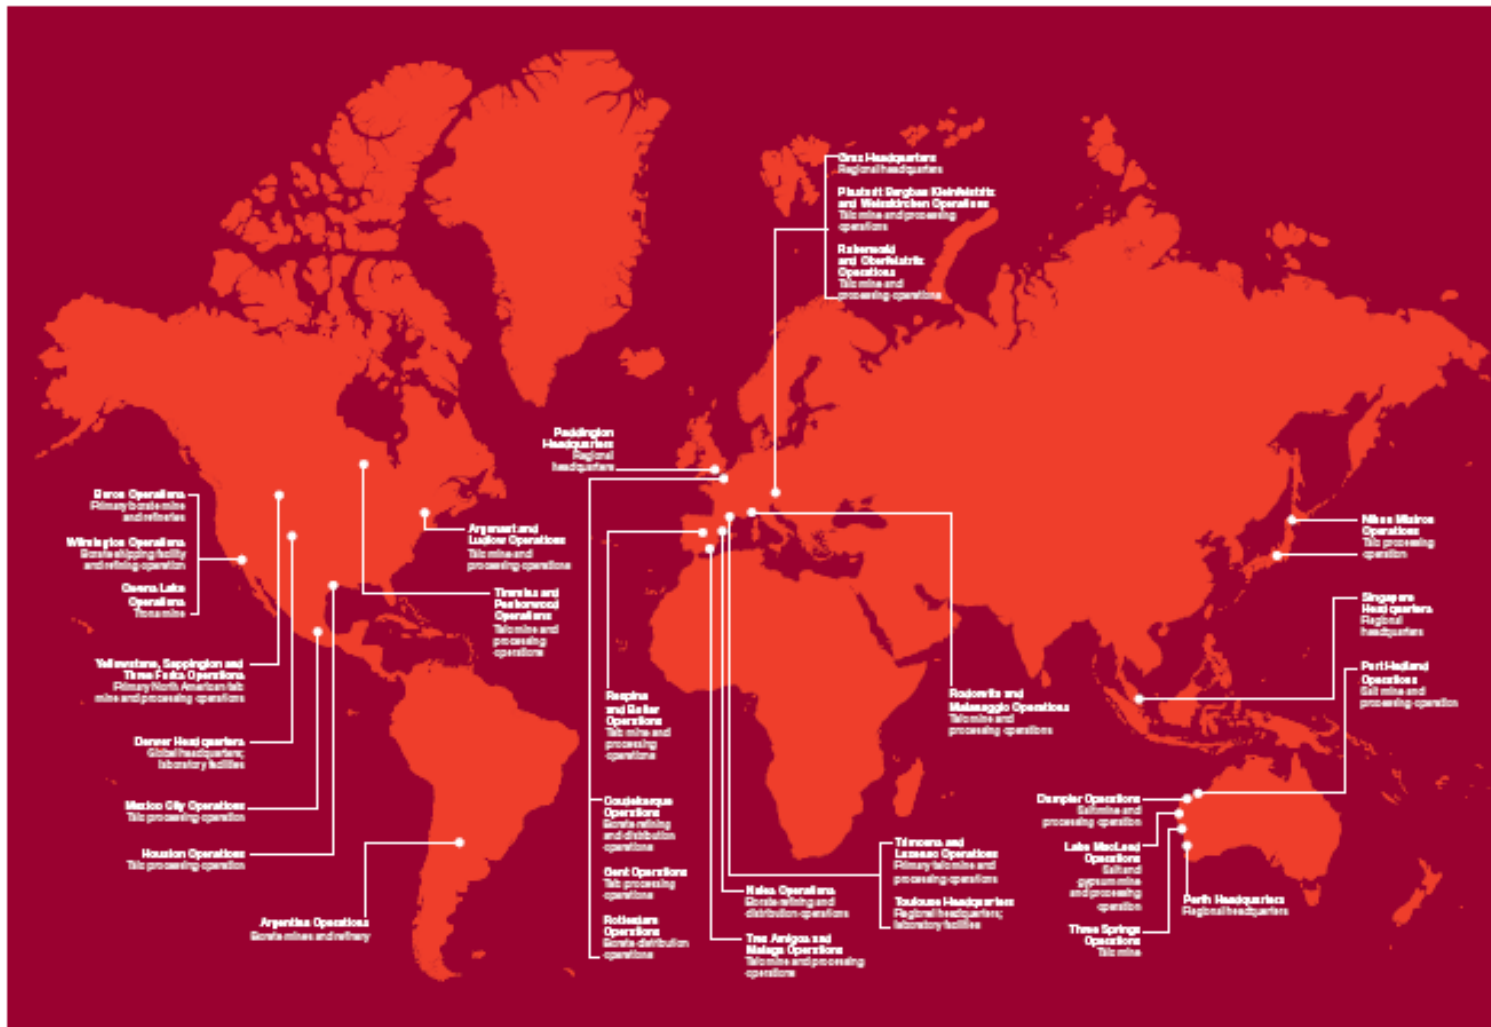 Graz Headquarters
Regional headquarters
and Weisskirchen Operations
Talc mine and processing
operations
and Oberfeistritz
Operations
Talc mine and
processing operations
Paddington
Headquarters
Regional
headquarters
Boron Operations
Primary borate mine
and refineries
Wilmington Operations
Borate shipping facility
and refining operation
Owens Lake
Operations
Trona mine
Argonaut and
Ludlow Operations
Talc mine and
processing operations
Timmins and
Penhorwood
Operations
Talc mine and
processing
operations
Yellowstone, Sappington and
Three Forks Operations
Primary North American talc
mine and processing operations
Denver Headquarters
Global headquarters;
laboratory facilities
Mexico City Operations
Talc processing operation
Houston Operations
Talc processing operation
Argentina Operations
Borate mines and refinery
Respina
and Boñar
Operations
Talc mine and
processing
operations
Coudekerque
Operations
Borate refining
and distribution
operations
Gent Operations
Talc processing
operations
Rotterdam
Operations
Borate distribution
operations
Rodoretto and
Malanaggio Operations
Talc mine and
processing operations
Trimouns and
Luzenac Operations
Primary talc mine and
processing operations
Toulouse Headquarters
Regional headquarters;
laboratory facilities
Nules Operations
Borate refining and
distribution operations
Tres Amigos and
Malaga Operations
Talc mine and processing
operations
Nihon Mistron
Operations
Talc processing
operation
Singapore
Headquarters
Regional
headquarters
Port Hedland
Operations
Salt mine and
processing operation
Dampier Operations
Salt mine and
processing operation
Lake MacLeod
Operations
Salt and
gypsum mine
and processing
operation
Three Springs
Operations
Talc mine
Perth Headquarters
Regional headquarters